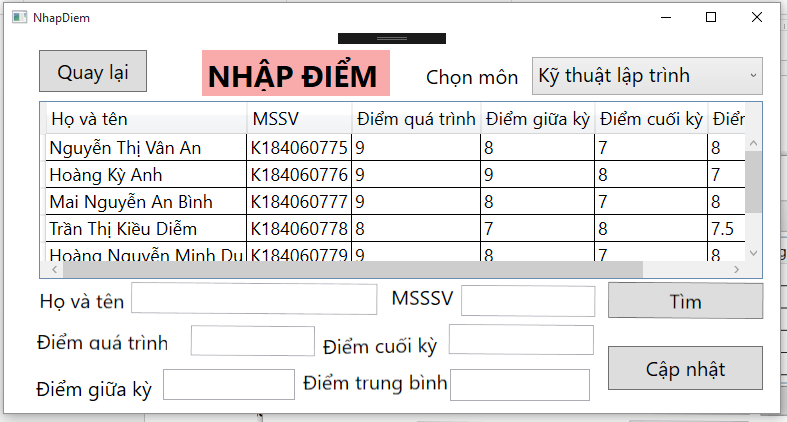 NhapDiem
Quay lại NHẬP ĐIỂM Chọn môn Kỹ thuật lập trình
Họ và tên MSSV Điểm quá trình Điểm giữa kỳ Điểm cuối kỳ
Nguyễn Thị Vân An K184060775 9 8 7 8
Hoàng Kỳ Anh K184060776 9 9 8 7
Mai Nguyễn An Bình K184060777 9 8 7 8
Trần Thị Kiều Diễm K184060778 8 7 8 7.5
Hoàng Nguyễn Minh Du K184060779 9 8 7 8
Họ và tên MSSSV Tìm
Điểm quá trình Điểm cuối kỳ
Cập nhật
Điểm giữa kỳ Điểm trung bình